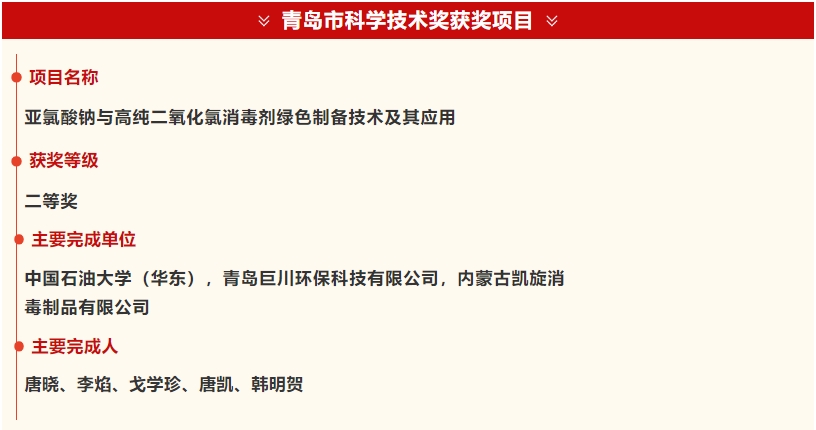 青岛市科学技术奖获奖项目
项目名称
亚氯酸钠与高纯二氧化氯消毒剂绿色制备技术及其应用
获奖等级
二等奖
主要完成单位
中国石油大学（华东），青岛巨川环保科技有限公司，内蒙古凯旋消
毒制品有限公司
主要完成人
唐晓、李焰、戈学珍、唐凯、韩明贺